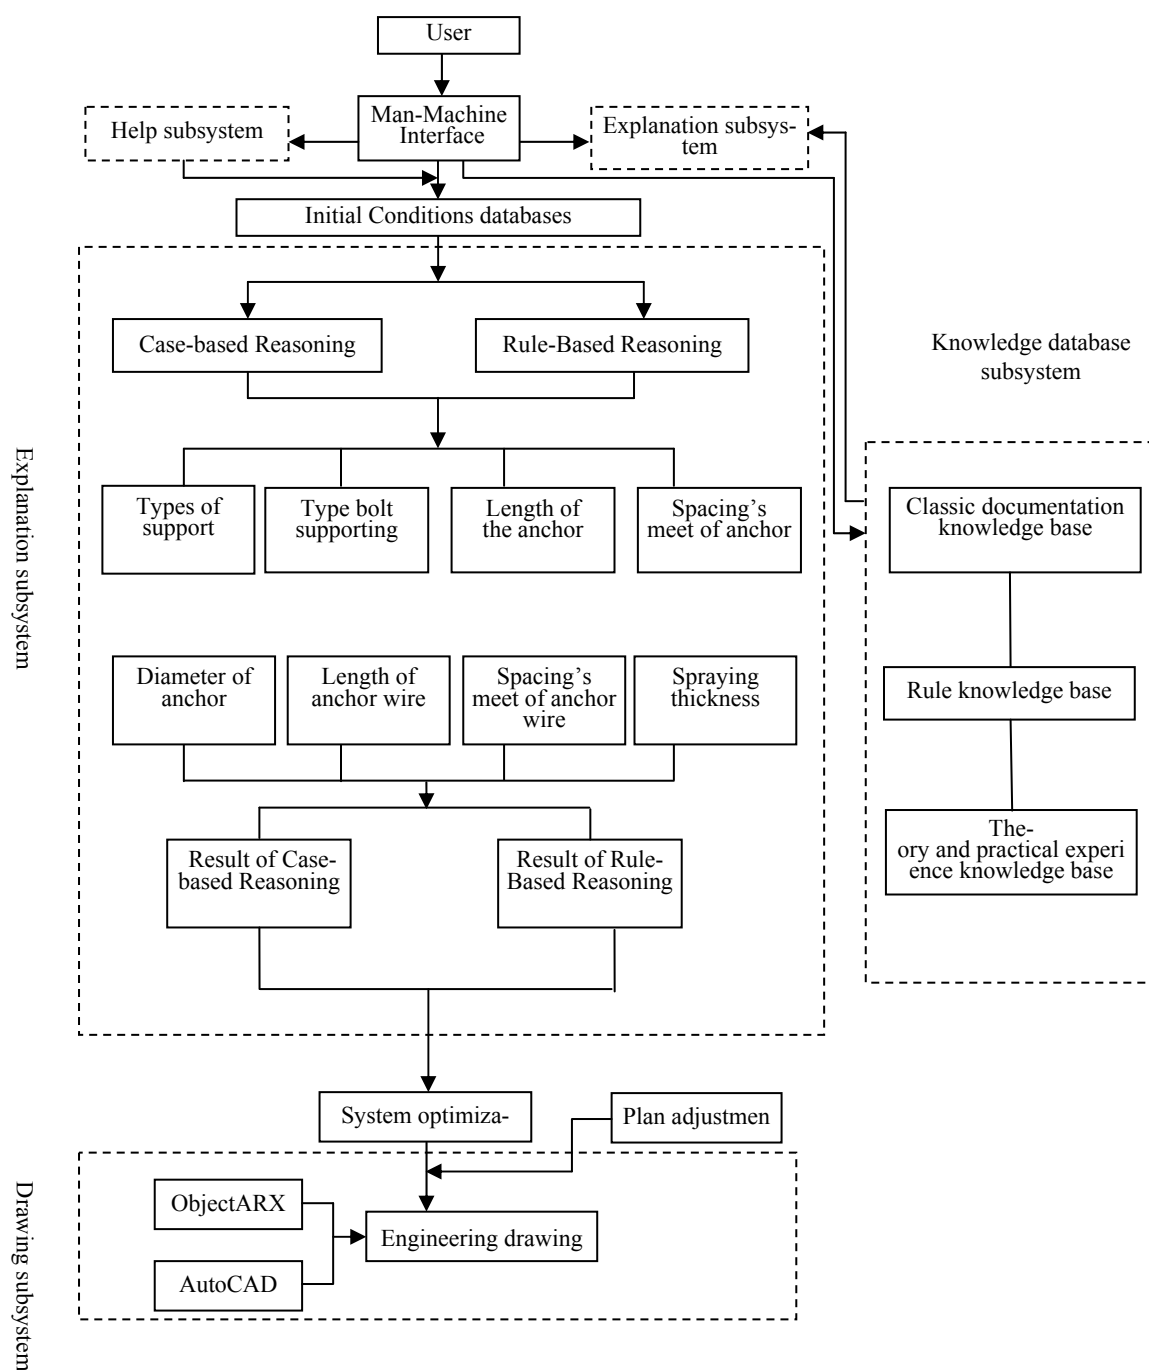 User
Man-Machine
Interface
Help subsystem
Explanation subsys-
tem
Initial Conditions databases
Case-based Reasoning
Rule-Based Reasoning
Knowledge database
subsystem
Explanation subsystem
Types of
support
Type bolt
supporting
Length of
the anchor
Spacing’s
meet of anchor
Classic documentation
knowledge base
Diameter of
anchor
Length of
anchor wire
Spacing’s
meet of anchor
wire
Spraying
thickness
Rule knowledge base
Result of Case-
based Reasoning
Result of Rule-
Based Reasoning
The-
ory and practical experi
ence knowledge base
System optimiza-
Plan adjustmen
Drawing subsystem
ObjectARX
Engineering drawing
AutoCAD